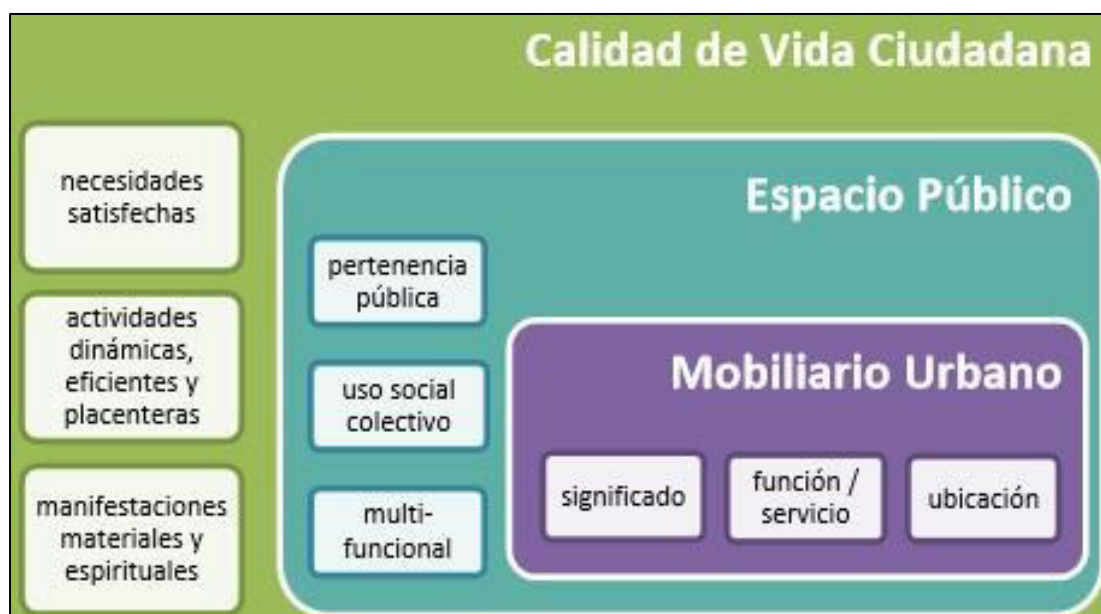 Calidad de Vida Ciudadana
necesidades
satisfechas
actividades
dinámicas,
eficientes y
placenteras
manifestaciones
materiales y
espirituales
Espacio Público
pertenencia
pública
uso social
colectivo
multi-
funcional
Mobiliario Urbano
significado
función /
servicio
ubicación